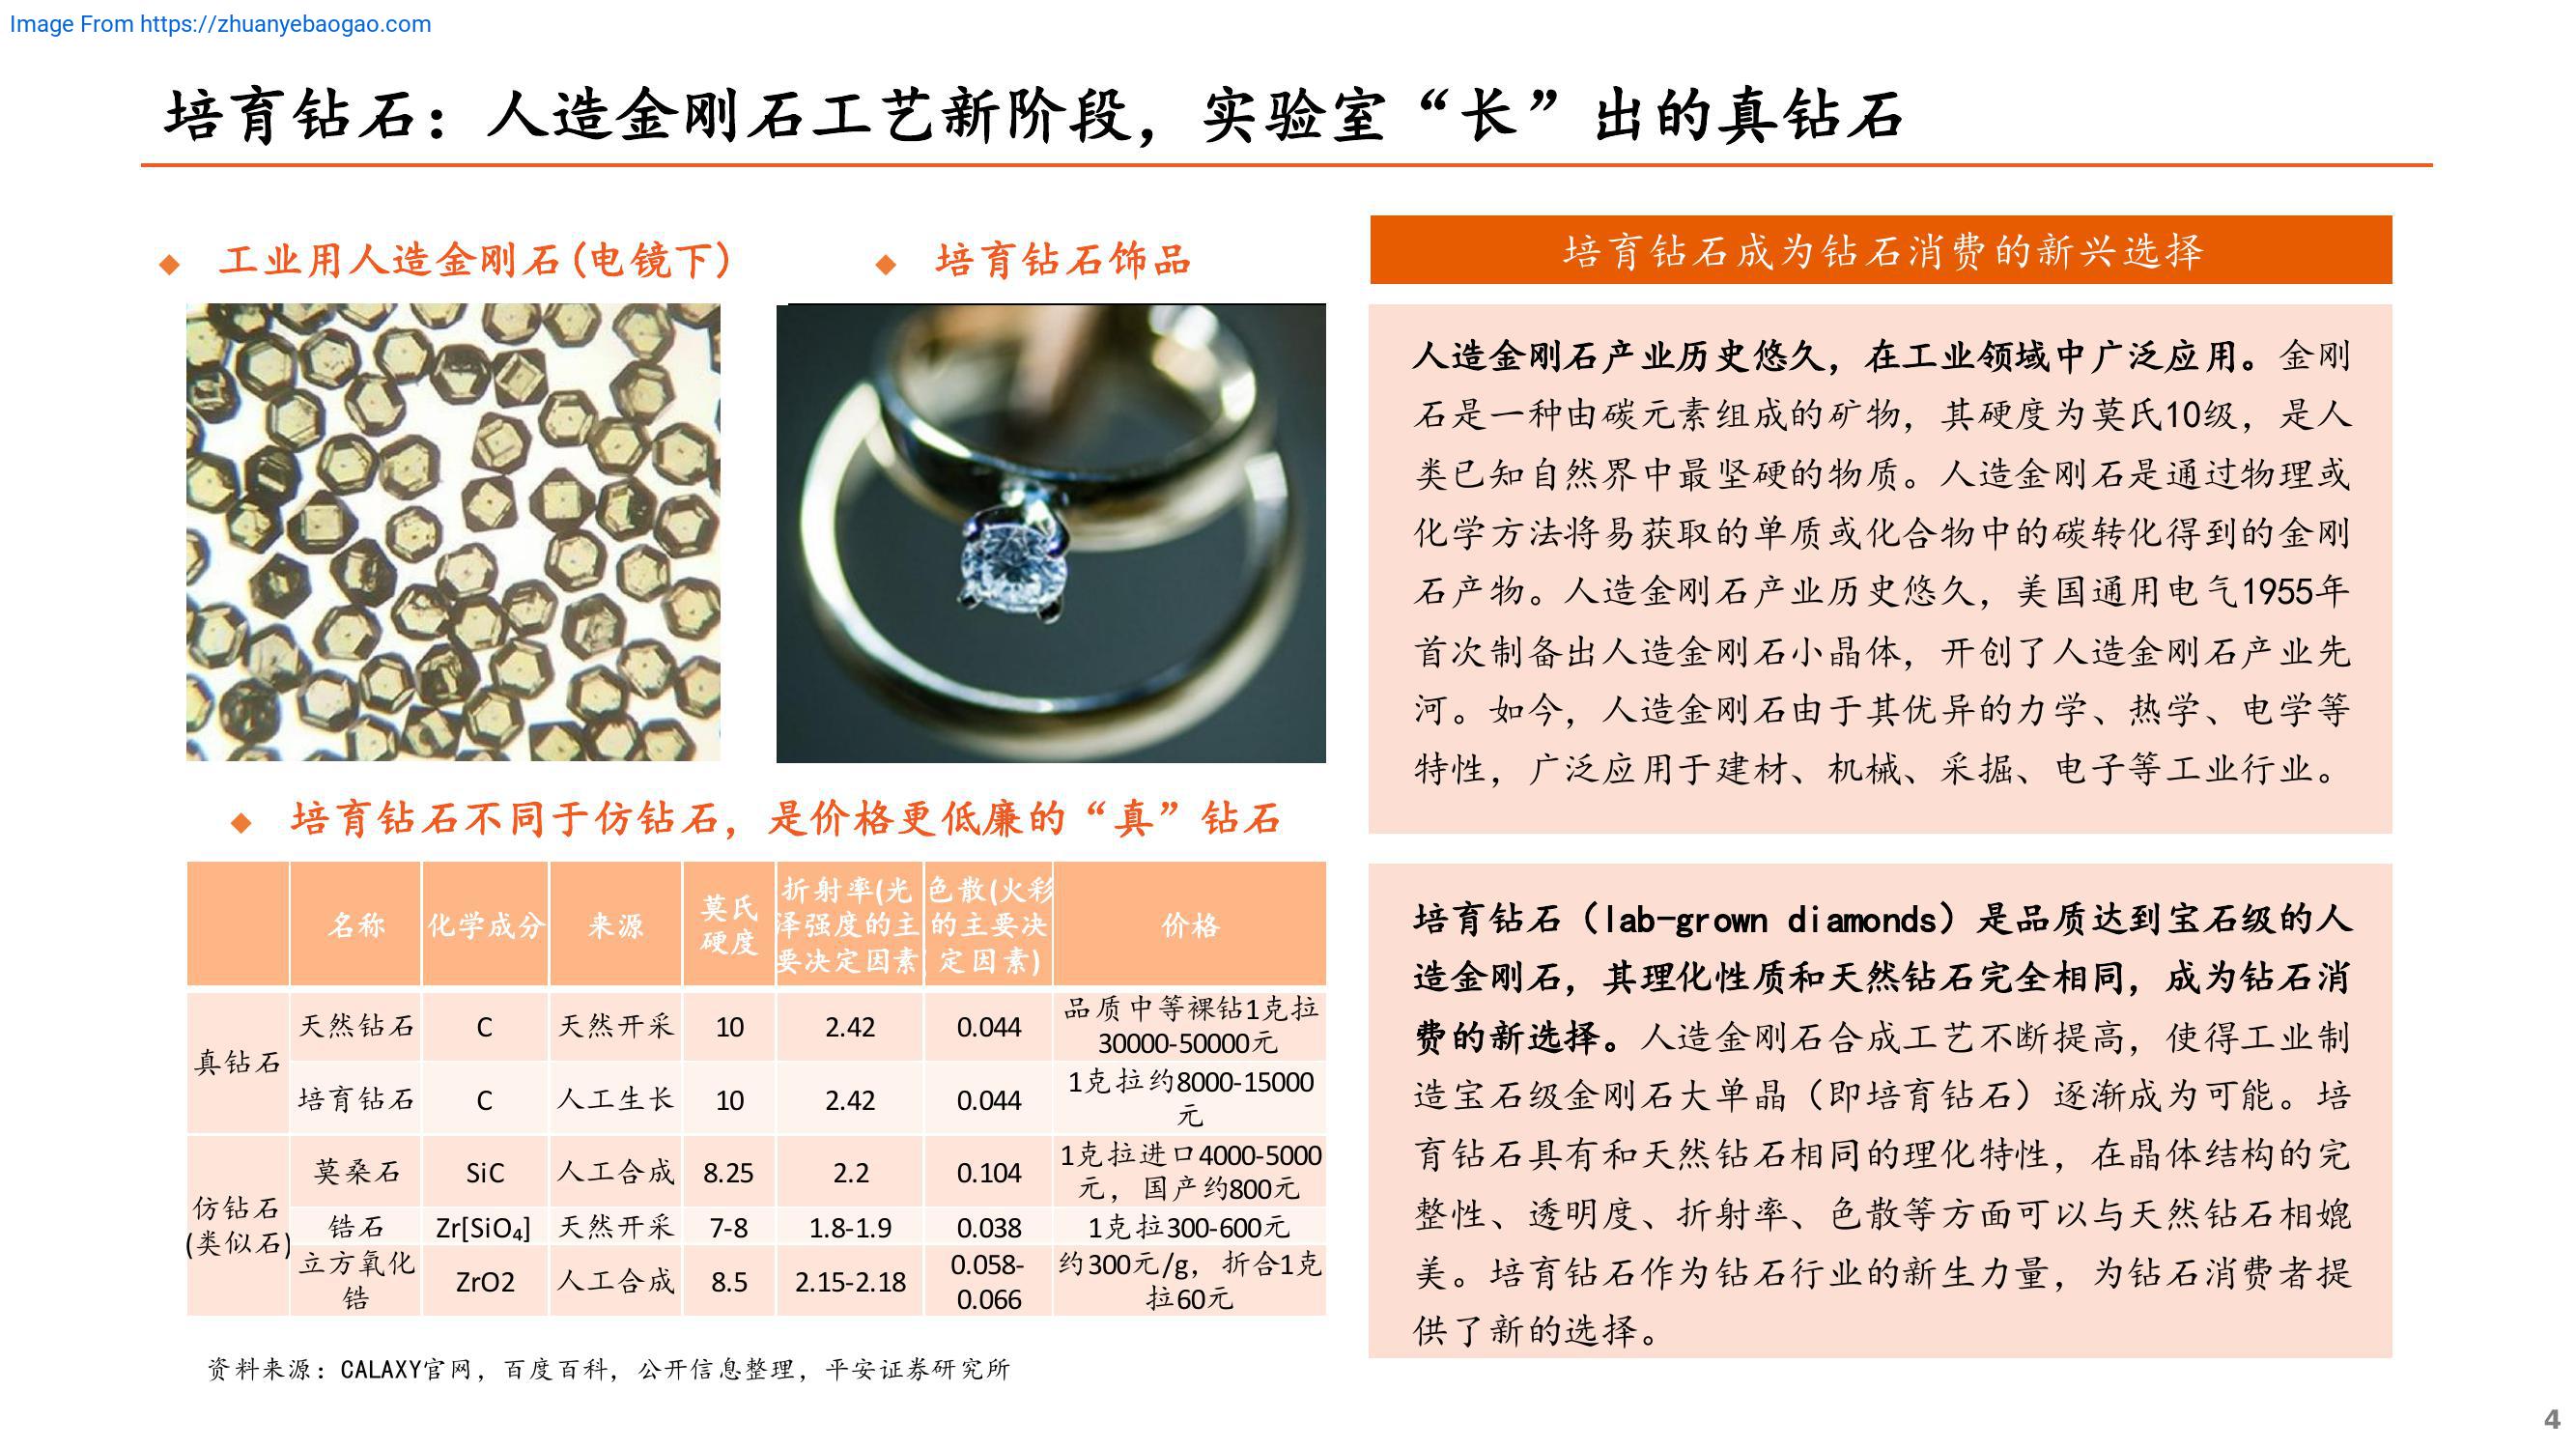 Image From https://zhuanyebaogao.com
培育钻石：人造金刚石工艺新阶段，实验室“长”出的真钻石
◆ 工业用人造金刚石(电镜下)
◆ 培育钻石饰品
◆ 培育钻石不同于仿钻石，是价格更低廉的“真”钻石
名称 化学成分 来源 莫氏硬度 折射率(光泽强度的主要决定因素 色散(火彩的主要决定因素) 价格
真钻石
天然钻石 C 天然开采 10 2.42 0.044 品质中等裸钻1克拉30000-50000元
培育钻石 C 人工生长 10 2.42 0.044 1克拉约8000-15000元
仿钻石(类似石)
莫桑石 SiC 人工合成 8.25 2.2 0.104 1克拉进口4000-5000元，国产约800元
锆石 Zr[SiO₄] 天然开采 7-8 1.8-1.9 0.038 1克拉300-600元
立方氧化锆 ZrO2 人工合成 8.5 2.15-2.18 0.058-0.066 约300元/g，折合1克拉60元
资料来源：CALAXY官网，百度百科，公开信息整理，平安证券研究所
培育钻石成为钻石消费的新兴选择
人造金刚石产业历史悠久，在工业领域中广泛应用。金刚
石是一种由碳元素组成的矿物，其硬度为莫氏10级，是人
类已知自然界中最坚硬的物质。人造金刚石是通过物理或
化学方法将易获取的单质或化合物中的碳转化得到的金刚
石产物。人造金刚石产业历史悠久，美国通用电气1955年
首次制备出人造金刚石小晶体，开创了人造金刚石产业先
河。如今，人造金刚石由于其优异的力学、热学、电学等
特性，广泛应用于建材、机械、采掘、电子等工业行业。
培育钻石（lab-grown diamonds）是品质达到宝石级的人
造金刚石，其理化性质和天然钻石完全相同，成为钻石消
费的新选择。人造金刚石合成工艺不断提高，使得工业制
造宝石级金刚石大单晶（即培育钻石）逐渐成为可能。培
育钻石具有和天然钻石相同的理化特性，在晶体结构的完
整性、透明度、折射率、色散等方面可以与天然钻石相媲
美。培育钻石作为钻石行业的新生力量，为钻石消费者提
供了新的选择。
4